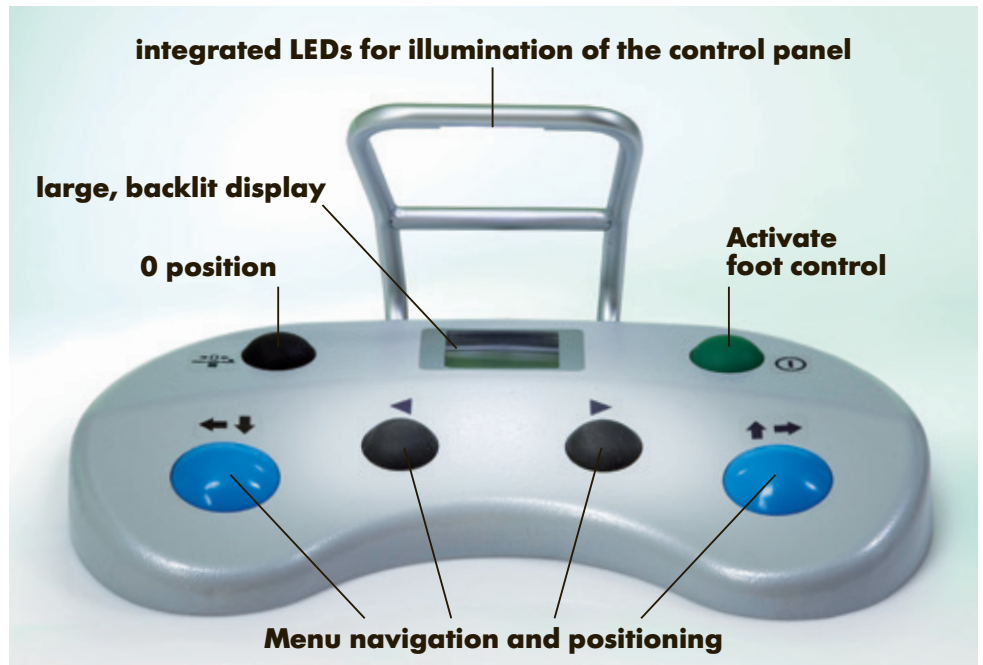 integrated LEDs for illumination of the control panel
large, backlit display
0 position
Activate
foot control
Menu navigation and positioning